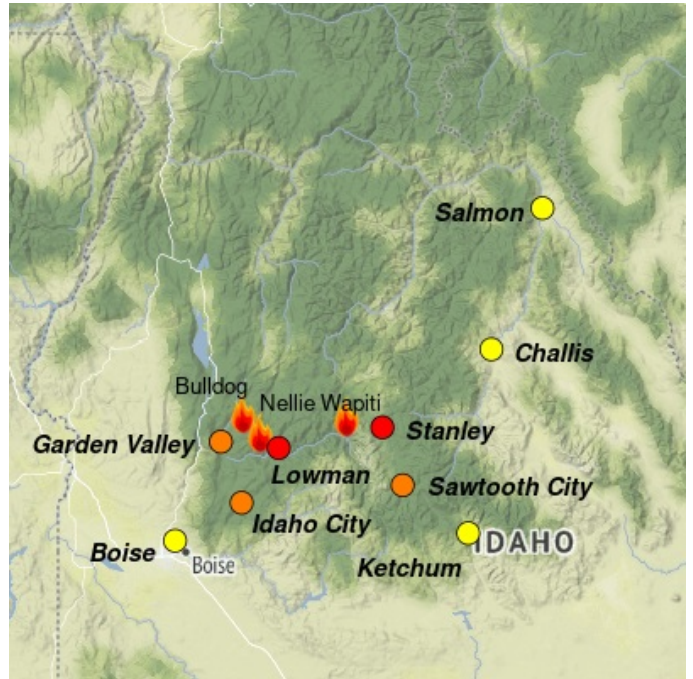 Salmon
Challis
Bulldog
Nellie Wapiti
Garden Valley
Stanley
Lowman
Sawtooth City
Idaho City
Boise
Boise
IDAHO
Ketchum